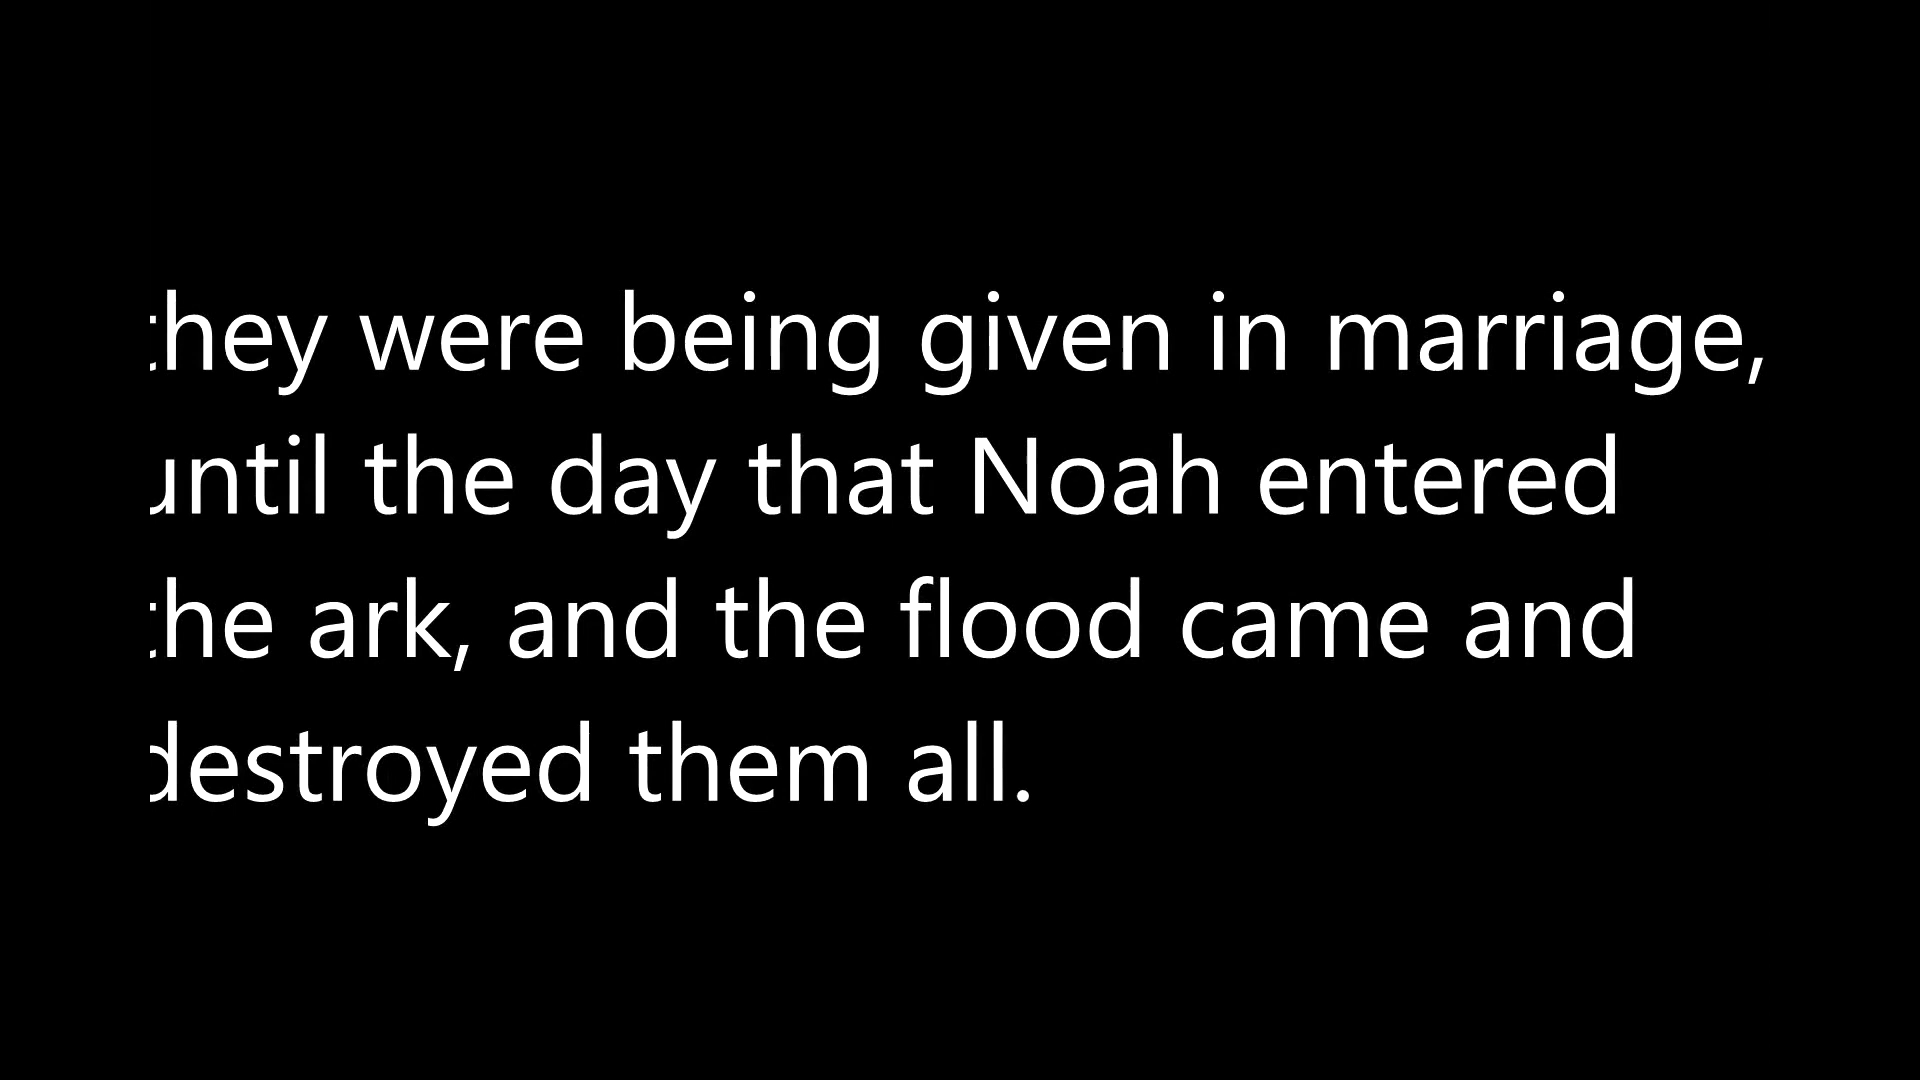 they were being given in marriage,
until the day that Noah entered
the ark, and the flood came and
destroyed them all.